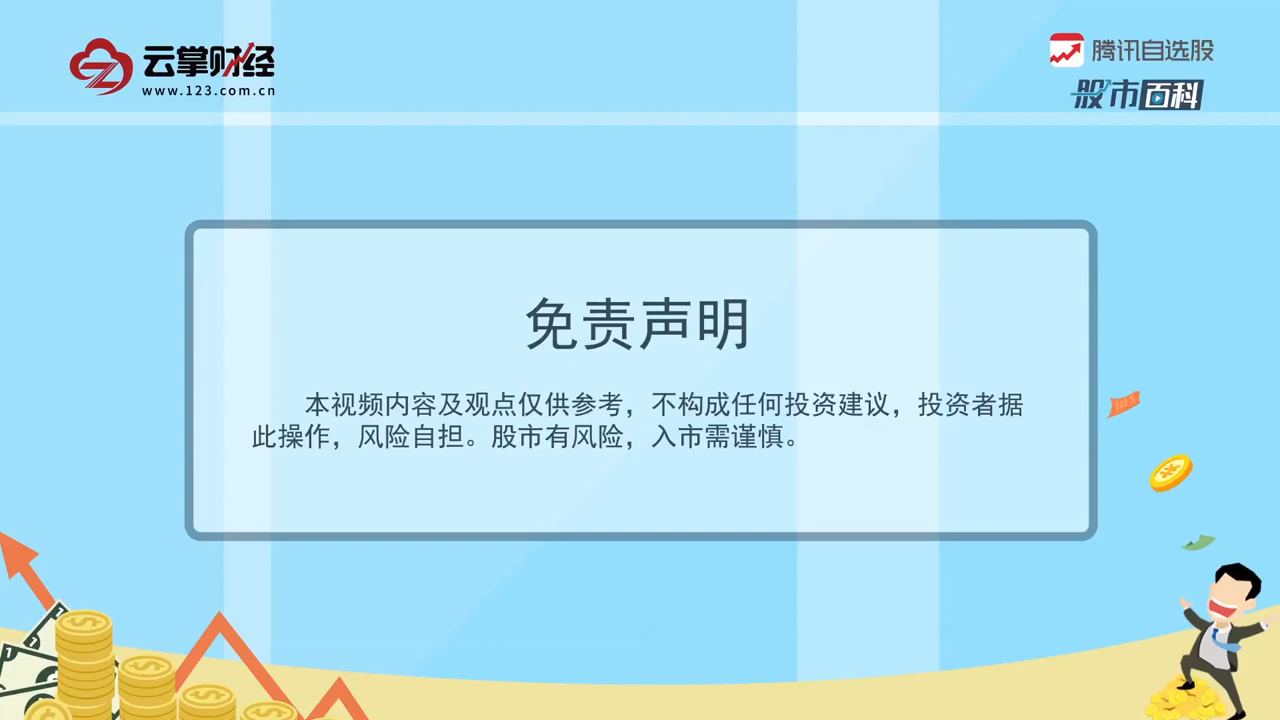 云掌财经
www.123.com.cn
腾讯自选股
股市百科
免责声明
本视频内容及观点仅供参考，不构成任何投资建议，投资者据
此操作，风险自担。股市有风险，入市需谨慎。